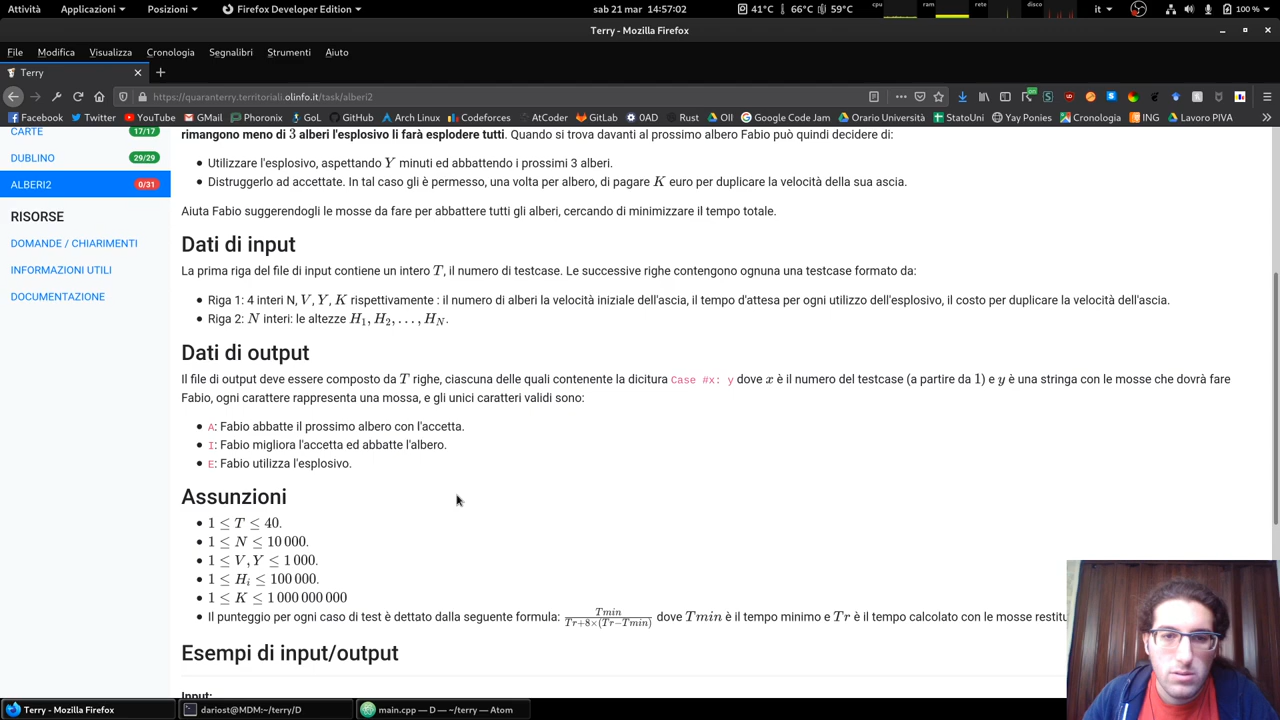 Attività Applicazioni Posizioni Firefox Developer Edition sab 21 mar 14:57:02 41°C 66°C 59°C cpu ram rete disco it 100 %
Terry - Mozilla Firefox
File Modifica Visualizza Cronologia Segnalibri Strumenti Aiuto
Terry
https://quaranterry.territoriali.olinfo.it/task/alberi2
Facebook Twitter YouTube GMail Phoronix GoL GitHub Arch Linux Codeforces AtCoder GitLab OAD Rust OII Google Code Jam Orario Università StatoUni Yay Ponies Cronologia ING Lavoro PIVA
CARTE 17/17
DUBLINO 29/29
ALBERI2 0/31
RISORSE
DOMANDE / CHIARIMENTI
INFORMAZIONI UTILI
DOCUMENTAZIONE
rimangono meno di 3 alberi l'esplosivo li farà esplodere tutti. Quando si trova davanti al prossimo albero Fabio può quindi decidere di:
• Utilizzare l'esplosivo, aspettando Y minuti ed abbattendo i prossimi 3 alberi.
• Distruggerlo ad accettate. In tal caso gli è permesso, una volta per albero, di pagare K euro per duplicare la velocità della sua ascia.
Aiuta Fabio suggerendogli le mosse da fare per abbattere tutti gli alberi, cercando di minimizzare il tempo totale.
Dati di input
La prima riga del file di input contiene un intero T, il numero di testcase. Le successive righe contengono ognuna una testcase formato da:
• Riga 1: 4 interi N, V, Y, K rispettivamente : il numero di alberi la velocità iniziale dell'ascia, il tempo d'attesa per ogni utilizzo dell'esplosivo, il costo per duplicare la velocità dell'ascia.
• Riga 2: N interi: le altezze H1, H2, . . . , HN.
Dati di output
Il file di output deve essere composto da T righe, ciascuna delle quali contenente la dicitura Case #x: y dove x è il numero del testcase (a partire da 1) e y è una stringa con le mosse che dovrà fare
Fabio, ogni carattere rappresenta una mossa, e gli unici caratteri validi sono:
• A: Fabio abbatte il prossimo albero con l'accetta.
• I: Fabio migliora l'accetta ed abbatte l'albero.
• E: Fabio utilizza l'esplosivo.
Assunzioni
• 1 ≤ T ≤ 40.
• 1 ≤ N ≤ 10 000.
• 1 ≤ V, Y ≤ 1 000.
• 1 ≤ Hi ≤ 100 000.
• 1 ≤ K ≤ 1 000 000 000
• Il punteggio per ogni caso di test è dettato dalla seguente formula: Tmin / Tr+8×(Tr−Tmin) dove Tmin è il tempo minimo e Tr è il tempo calcolato con le mosse restitu
Esempi di input/output
Input:
Terry - Mozilla Firefox dariost@MDM:~/terry/D main.cpp — D — ~/terry — Atom